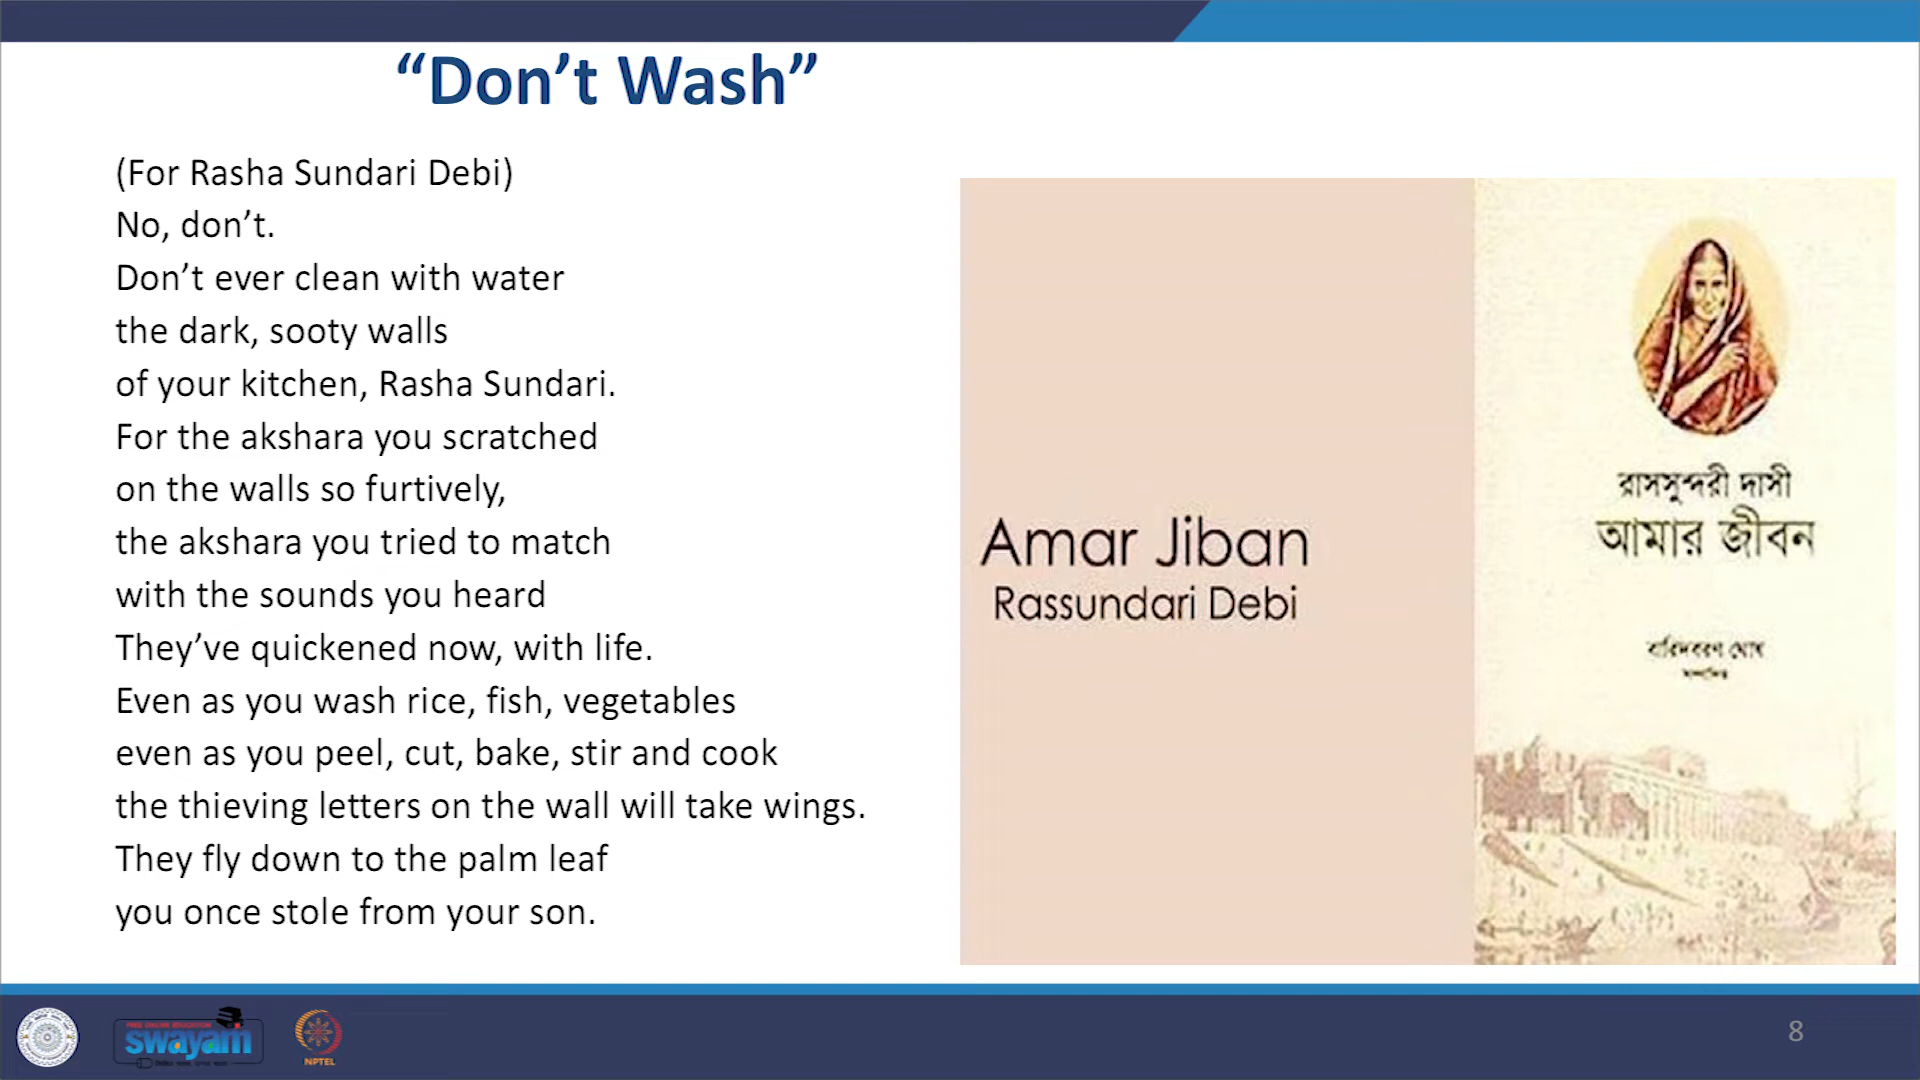 “Don’t Wash”
(For Rasha Sundari Debi)
No, don’t.
Don’t ever clean with water
the dark, sooty walls
of your kitchen, Rasha Sundari.
For the akshara you scratched
on the walls so furtively,
the akshara you tried to match
with the sounds you heard
They’ve quickened now, with life.
Even as you wash rice, fish, vegetables
even as you peel, cut, bake, stir and cook
the thieving letters on the wall will take wings.
They fly down to the palm leaf
you once stole from your son.
Amar Jiban
Rassundari Debi
রাসসুন্দরী দাসী
আমার জীবন
বারিদবরণ ঘোষ
FREE ONLINE EDUCATION
swayam
NPTEL
8